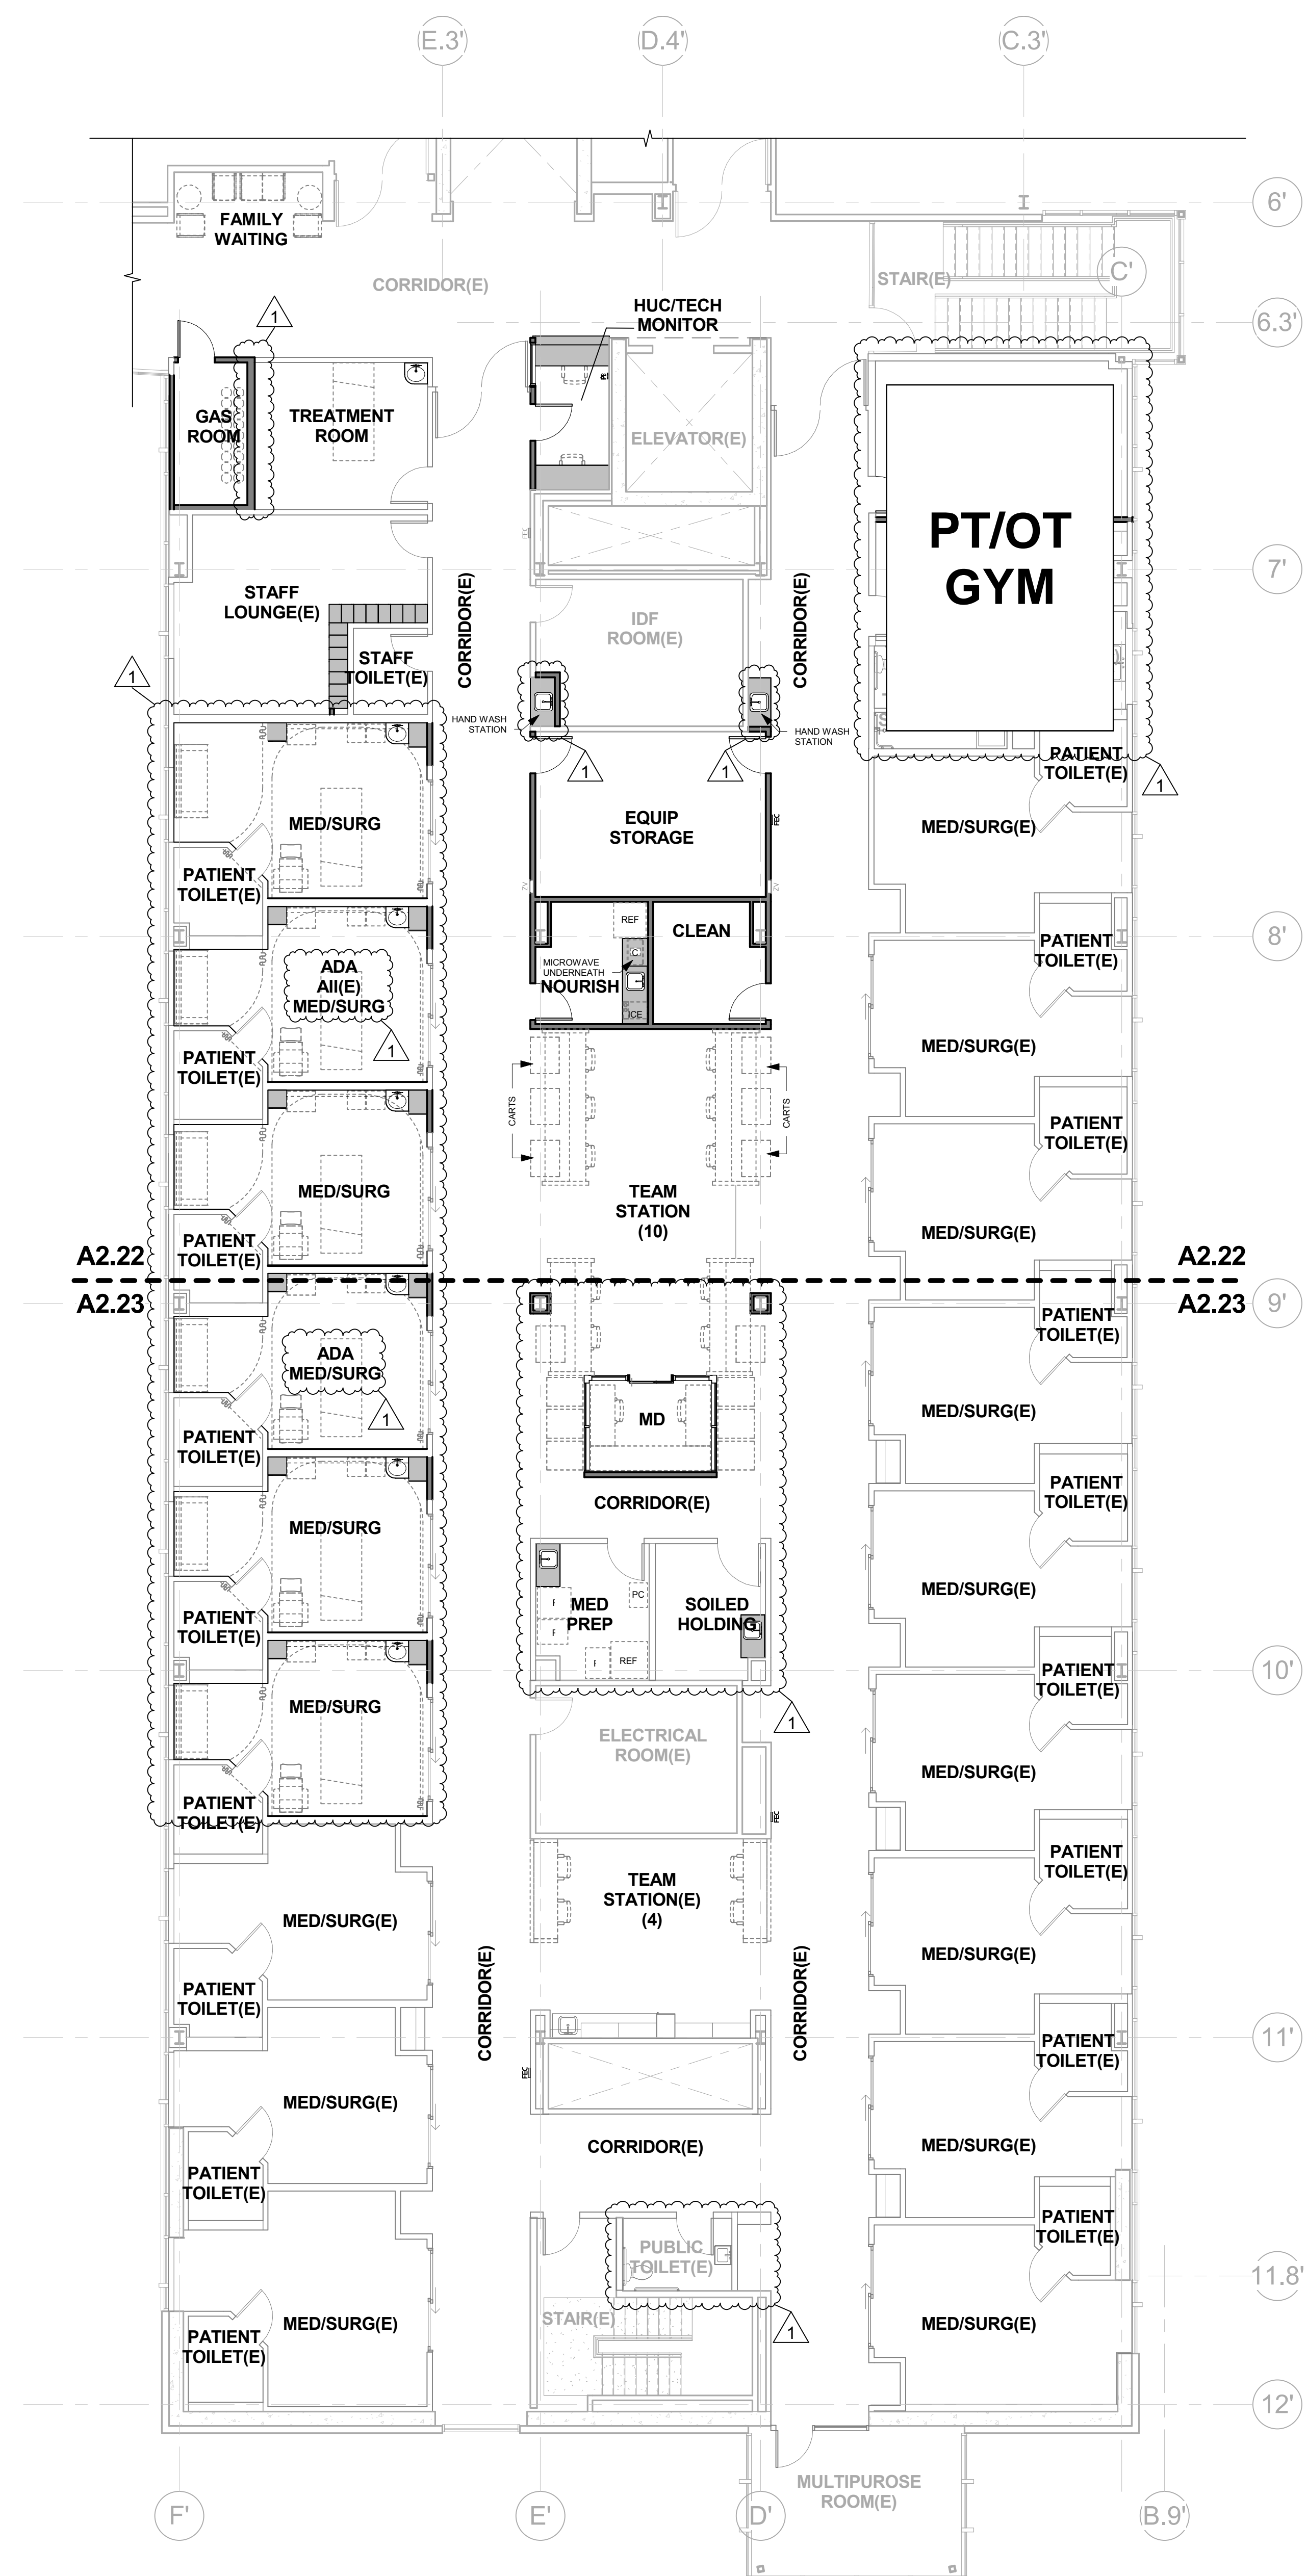 E.3'
D.4'
C.3'
6'
FAMILY
WAITING
CORRIDOR(E)
STAIR(E)
C'
HUC/TECH
MONITOR
6.3'
1
GAS
ROOM
TREATMENT
ROOM
ELEVATOR(E)
FEC
PT/OT
GYM
7'
STAFF
LOUNGE(E)
CORRIDOR(E)
CORRIDOR(E)
IDF
ROOM(E)
STAFF
TOILET(E)
1
HAND WASH
STATION
HAND WASH
STATION
1
1
1
PATIENT
TOILET(E)
MED/SURG
EQUIP
STORAGE
FEC
MED/SURG(E)
PATIENT
TOILET(E)
ZV
ZV
REF
CLEAN
8'
PATIENT
TOILET(E)
ADA
AII(E)
MED/SURG
MICROWAVE
UNDERNEATH
C
NOURISH
ICE
1
PATIENT
TOILET(E)
MED/SURG(E)
CARTS
CARTS
PATIENT
TOILET(E)
MED/SURG
TEAM
STATION
(10)
MED/SURG(E)
PATIENT
TOILET(E)
A2.22
A2.22
A2.23
A2.23
9'
PATIENT
TOILET(E)
ADA
MED/SURG
1
MD
MED/SURG(E)
PATIENT
TOILET(E)
CORRIDOR(E)
PATIENT
TOILET(E)
MED/SURG
MED/SURG(E)
PC
MED
PREP
SOILED
HOLDING
PATIENT
TOILET(E)
REF
10'
PATIENT
TOILET(E)
MED/SURG
1
ELECTRICAL
ROOM(E)
MED/SURG(E)
PATIENT
TOILET(E)
FEC
PATIENT
TOILET(E)
TEAM
STATION(E)
(4)
MED/SURG(E)
MED/SURG(E)
CORRIDOR(E)
CORRIDOR(E)
PATIENT
TOILET(E)
11'
PATIENT
TOILET(E)
FEC
MED/SURG(E)
CORRIDOR(E)
MED/SURG(E)
PATIENT
TOILET(E)
PATIENT
TOILET(E)
PUBLIC
TOILET(E)
11.8'
MED/SURG(E)
STAIR(E)
1
MED/SURG(E)
PATIENT
TOILET(E)
12'
MULTIPUROSE
ROOM(E)
F'
E'
D'
B.9'